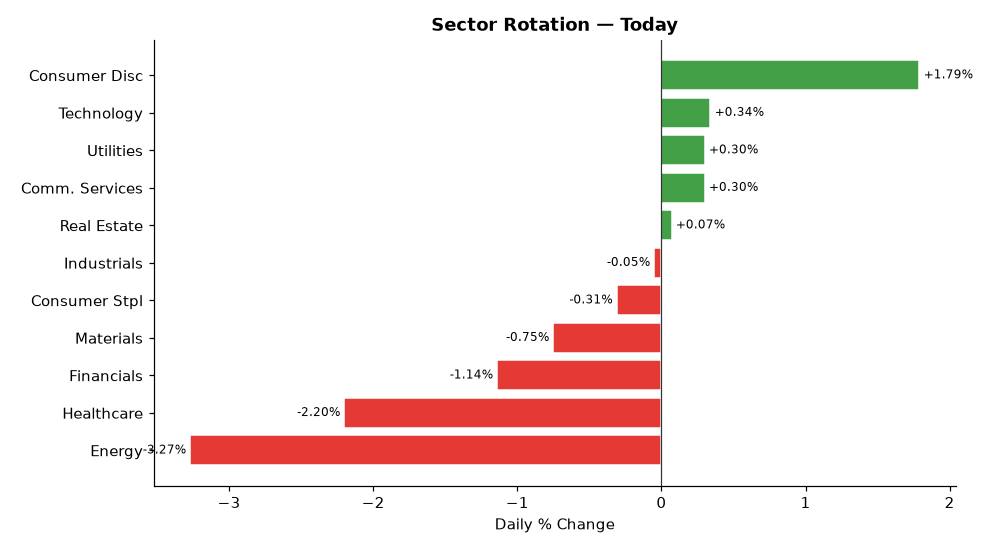 Sector Rotation — Today
Consumer Disc +1.79%
Technology +0.34%
Utilities +0.30%
Comm. Services +0.30%
Real Estate +0.07%
Industrials -0.05%
Consumer Stpl -0.31%
Materials -0.75%
Financials -1.14%
Healthcare -2.20%
Energy -3.27%
−3 −2 −1 0 1 2
Daily % Change